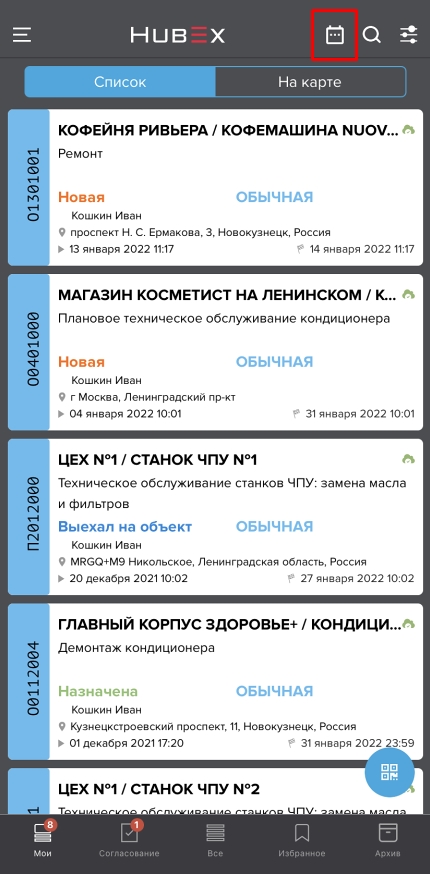 HUBEX
Список
На карте
О1301001
КОФЕЙНЯ РИВЬЕРА / КОФЕМАШИНА NUOV...
Ремонт
Новая
ОБЫЧНАЯ
Кошкин Иван
проспект Н. С. Ермакова, 3, Новокузнецк, Россия
13 января 2022 11:17
14 января 2022 11:17
О0401000
МАГАЗИН КОСМЕТИСТ НА ЛЕНИНСКОМ / К...
Плановое техническое обслуживание кондиционера
Новая
ОБЫЧНАЯ
Кошкин Иван
г Москва, Ленинградский пр-кт
04 января 2022 10:01
31 января 2022 10:01
П2012000
ЦЕХ №1 / СТАНОК ЧПУ №1
Техническое обслуживание станков ЧПУ: замена масла
и фильтров
Выехал на объект
ОБЫЧНАЯ
Кошкин Иван
MRGQ+M9 Никольское, Ленинградская область, Россия
20 декабря 2021 10:02
27 января 2022 10:02
О0112004
ГЛАВНЫЙ КОРПУС ЗДОРОВЬЕ+ / КОНДИЦИ...
Демонтаж кондиционера
Назначена
ОБЫЧНАЯ
Кошкин Иван
Кузнецкстроевский проспект, 11, Новокузнецк, Россия
01 декабря 2021 17:20
31 января 2022 23:59
1
ЦЕХ №1 / СТАНОК ЧПУ №2
Техническое обслуживание станков ЧПУ: замена масла
8
Мои
1
Согласование
Все
Избранное
Архив